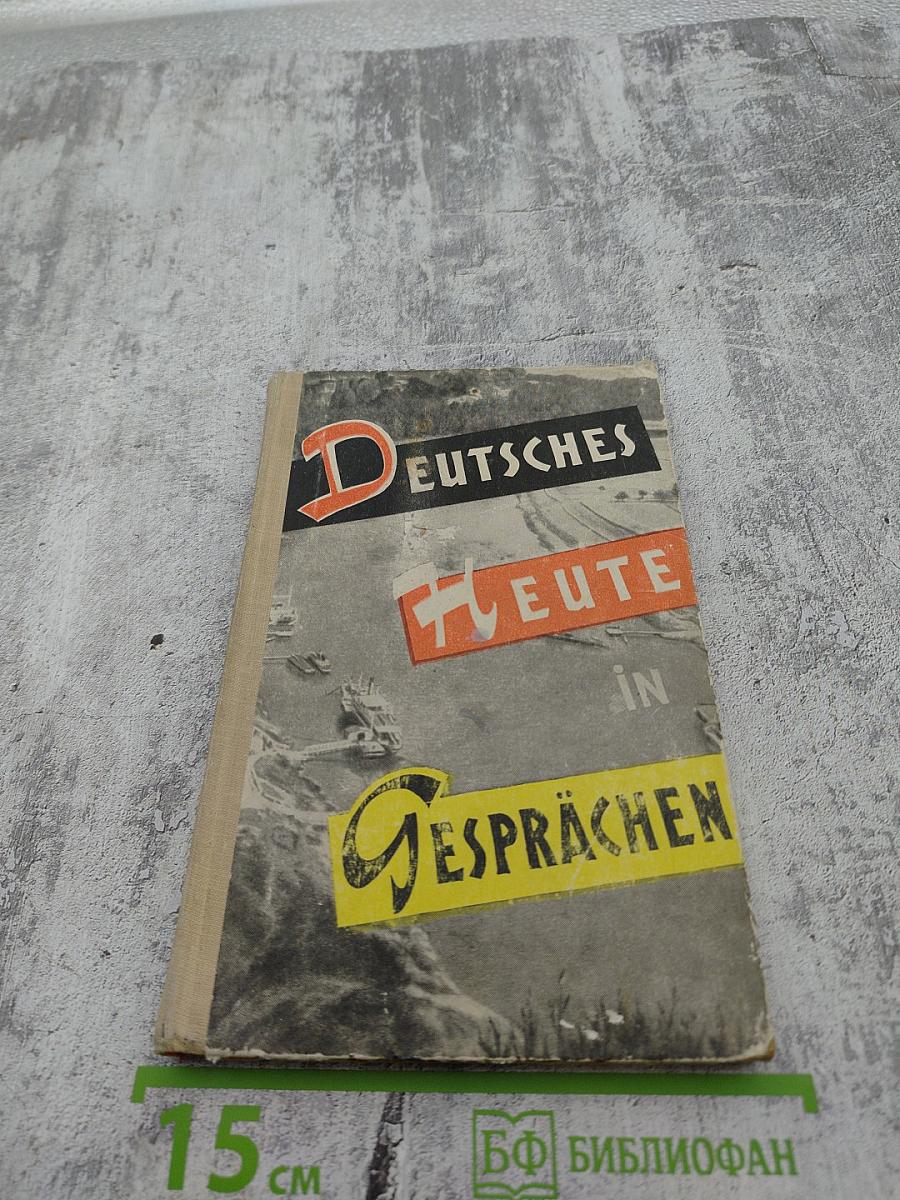 DEUTSCHES
HEUTE
iN
GESPRÄCHEN
15 см
БФ БИБЛИОФАН